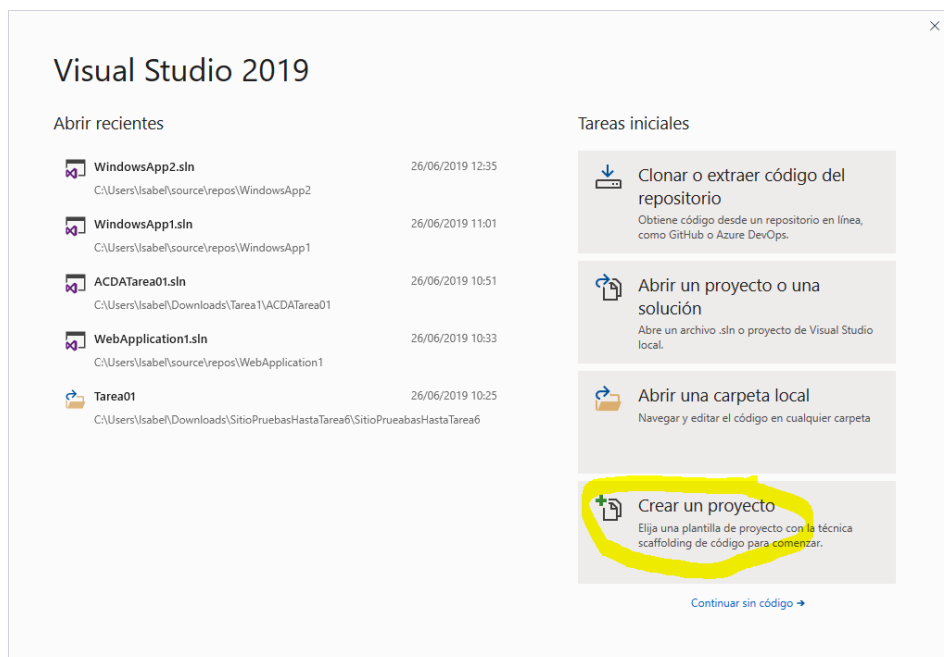 Visual Studio 2019
Abrir recientes
WindowsApp2.sln 26/06/2019 12:35
C:\Users\Isabel\source\repos\WindowsApp2
WindowsApp1.sln 26/06/2019 11:01
C:\Users\Isabel\source\repos\WindowsApp1
ACDATarea01.sln 26/06/2019 10:51
C:\Users\Isabel\Downloads\Tarea1\ACDATarea01
WebApplication1.sln 26/06/2019 10:33
C:\Users\Isabel\source\repos\WebApplication1
Tarea01 26/06/2019 10:25
C:\Users\Isabel\Downloads\SitioPruebasHastaTarea6\SitioPrueabasHastaTarea6
Tareas iniciales
Clonar o extraer código del
repositorio
Obtiene código desde un repositorio en línea,
como GitHub o Azure DevOps.
Abrir un proyecto o una
solución
Abre un archivo .sln o proyecto de Visual Studio
local.
Abrir una carpeta local
Navegar y editar el código en cualquier carpeta
Crear un proyecto
Elija una plantilla de proyecto con la técnica
scaffolding de código para comenzar.
Continuar sin código →